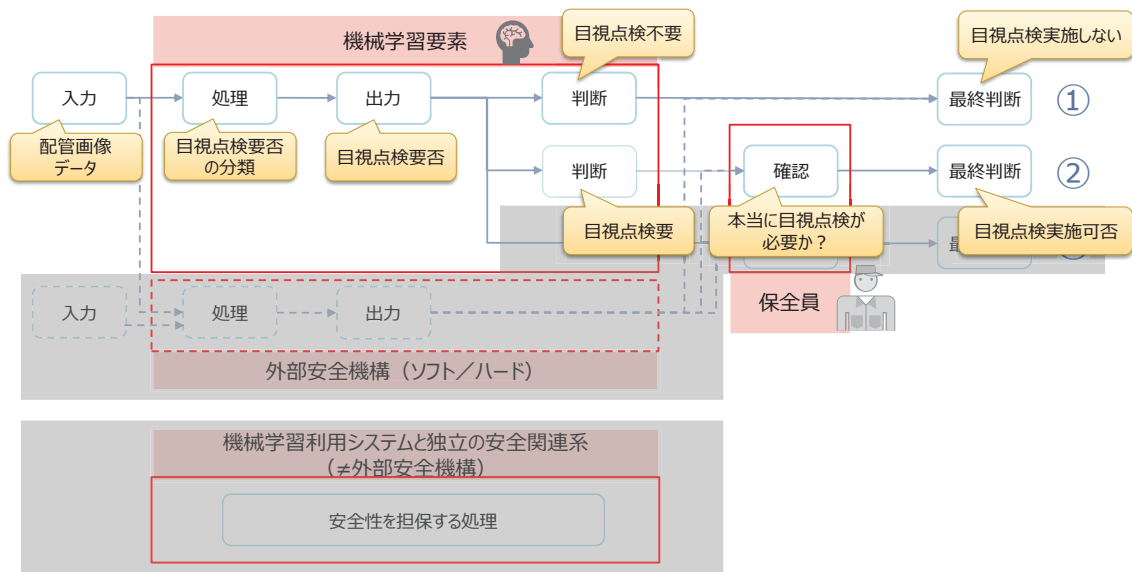 機械学習要素
目視点検不要
目視点検実施しない
入力
処理
出力
判断
最終判断
①
配管画像
データ
目視点検要否
の分類
目視点検要否
判断
確認
最終判断
②
目視点検要
本当に目視点検が
必要か？
目視点検実施可否
最
入力
処理
出力
保全員
外部安全機構（ソフト／ハード）
機械学習利用システムと独立の安全関連系
（≠外部安全機構）
安全性を担保する処理